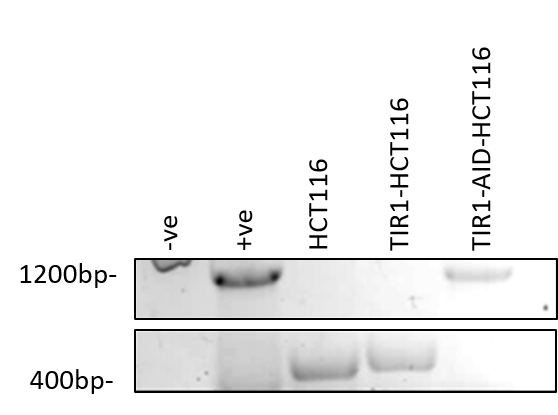 -ve
+ve
HCT116
TIR1-HCT116
TIR1-AID-HCT116
1200bp-
400bp-